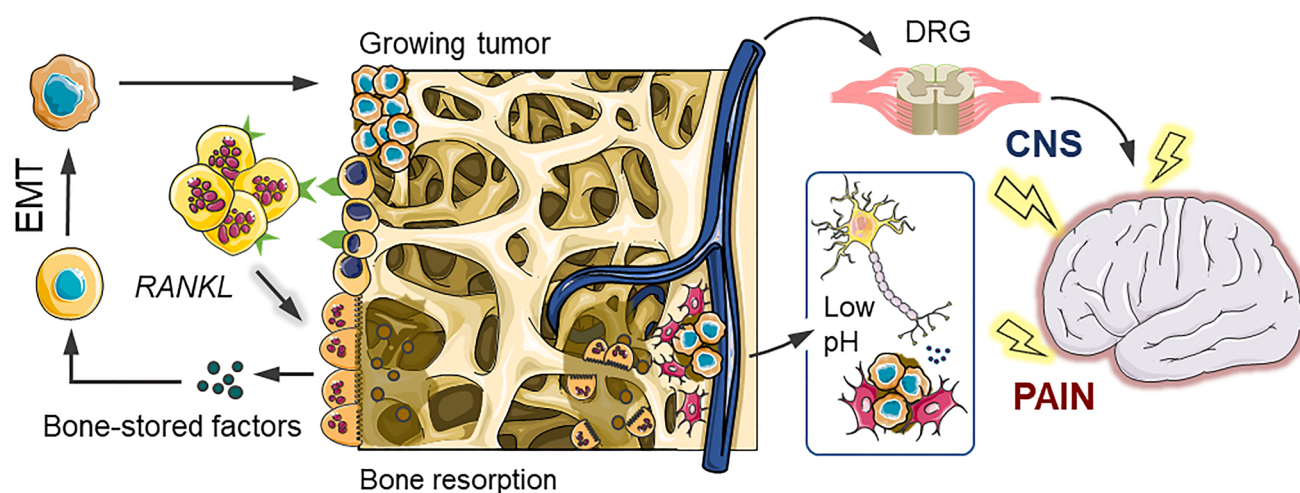 Growing tumor
DRG
EMT
CNS
RANKL
Low
pH
PAIN
Bone-stored factors
Bone resorption